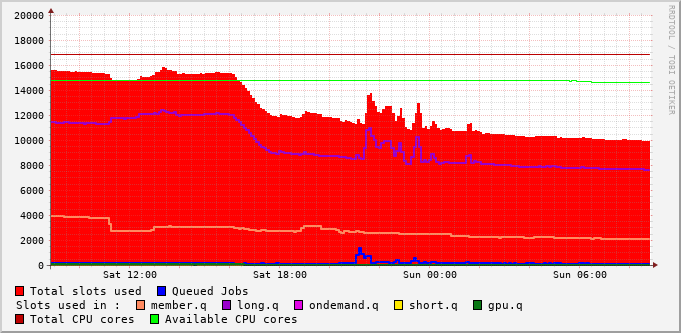 20000
18000
16000
14000
12000
10000
8000
6000
4000
2000
0
Sat 12:00 Sat 18:00 Sun 00:00 Sun 06:00
RRDTOOL / TOBI OETIKER
Total slots used Queued Jobs
Slots used in : member.q long.q ondemand.q short.q gpu.q
Total CPU cores Available CPU cores